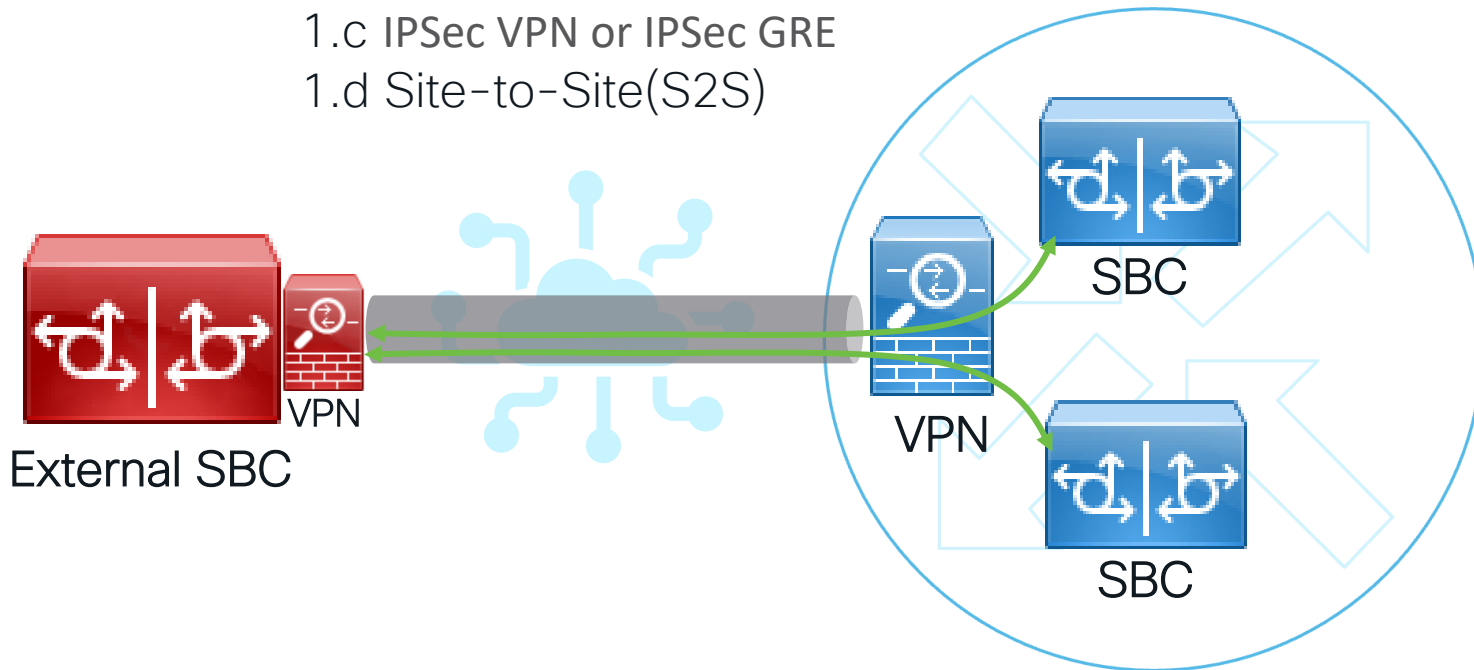 1.c IPSec VPN or IPSec GRE
1.d Site-to-Site(S2S)
SBC
VPN
VPN
External SBC
SBC